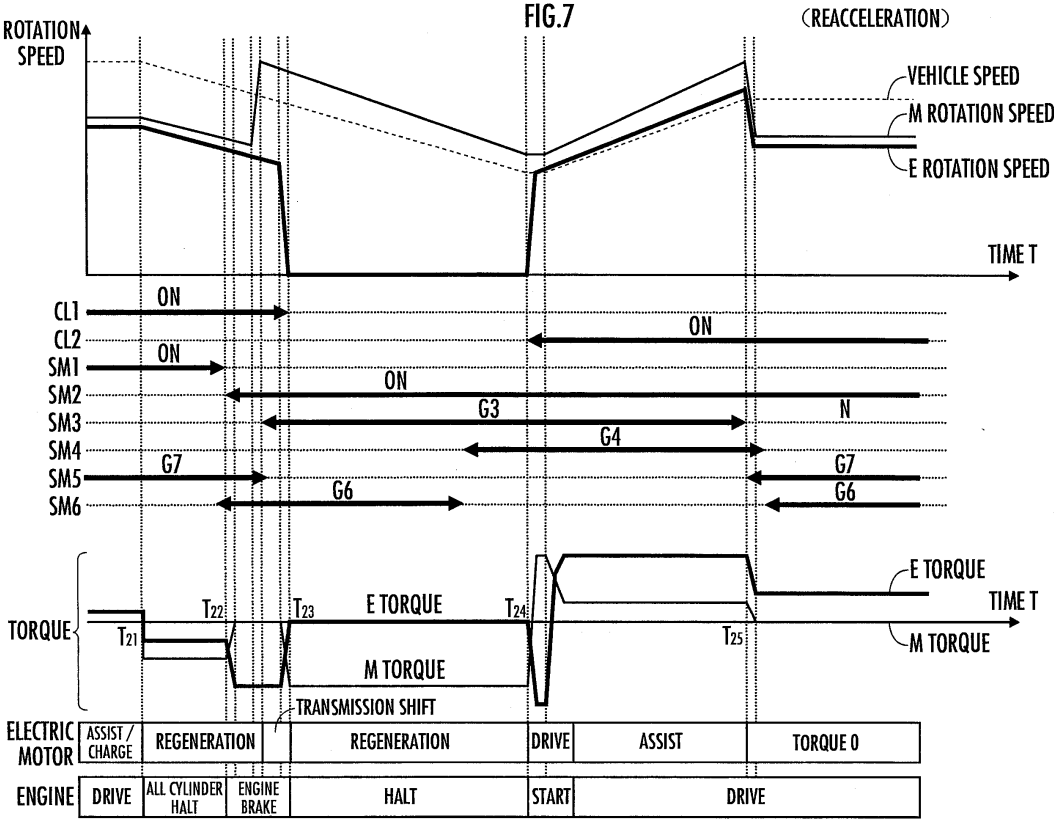 FIG.7
(REACCELERATION)
ROTATION
SPEED
VEHICLE SPEED
M ROTATION SPEED
E ROTATION SPEED
TIME T
CL1 ON
CL2 ON
SM1 ON
SM2 ON
SM3 G3 N
SM4 G4
SM5 G7 G7
SM6 G6 G6
TORQUE
T21
T22
T23
T24
T25
E TORQUE
M TORQUE
E TORQUE
TIME T
M TORQUE
TRANSMISSION SHIFT
ELECTRIC
MOTOR
ASSIST /
CHARGE
REGENERATION
REGENERATION
DRIVE
ASSIST
TORQUE 0
ENGINE
DRIVE
ALL CYLINDER
HALT
ENGINE
BRAKE
HALT
START
DRIVE